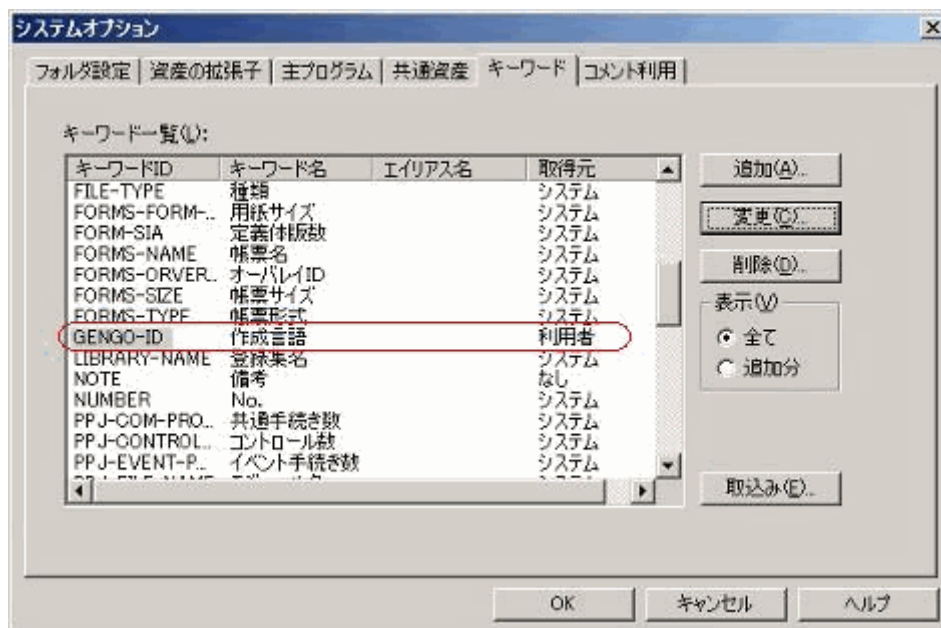 システムオプション
フォルダ設定 資産の拡張子 主プログラム 共通資産 キーワード コメント利用
キーワード一覧(L):
キーワードID キーワード名 エイリアス名 取得元
FILE-TYPE 種類 システム
FORMS-FORM-... 用紙サイズ システム
FORM-SIA 定義体版数 システム
FORMS-NAME 帳票名 システム
FORMS-ORVER... オーバレイID システム
FORMS-SIZE 帳票サイズ システム
FORMS-TYPE 帳票形式 システム
GENGO-ID 作成言語 利用者
LIBRARY-NAME 登録集名 システム
NOTE 備考 なし
NUMBER No. システム
PPJ-COM-PRO... 共通手続き数 システム
PPJ-CONTROL... コントロール数 システム
PPJ-EVENT-P... イベント手続き数 システム
追加(A)...
変更(C)...
削除(D)...
表示(V)
全て
追加分
取込み(E)...
OK キャンセル ヘルプ